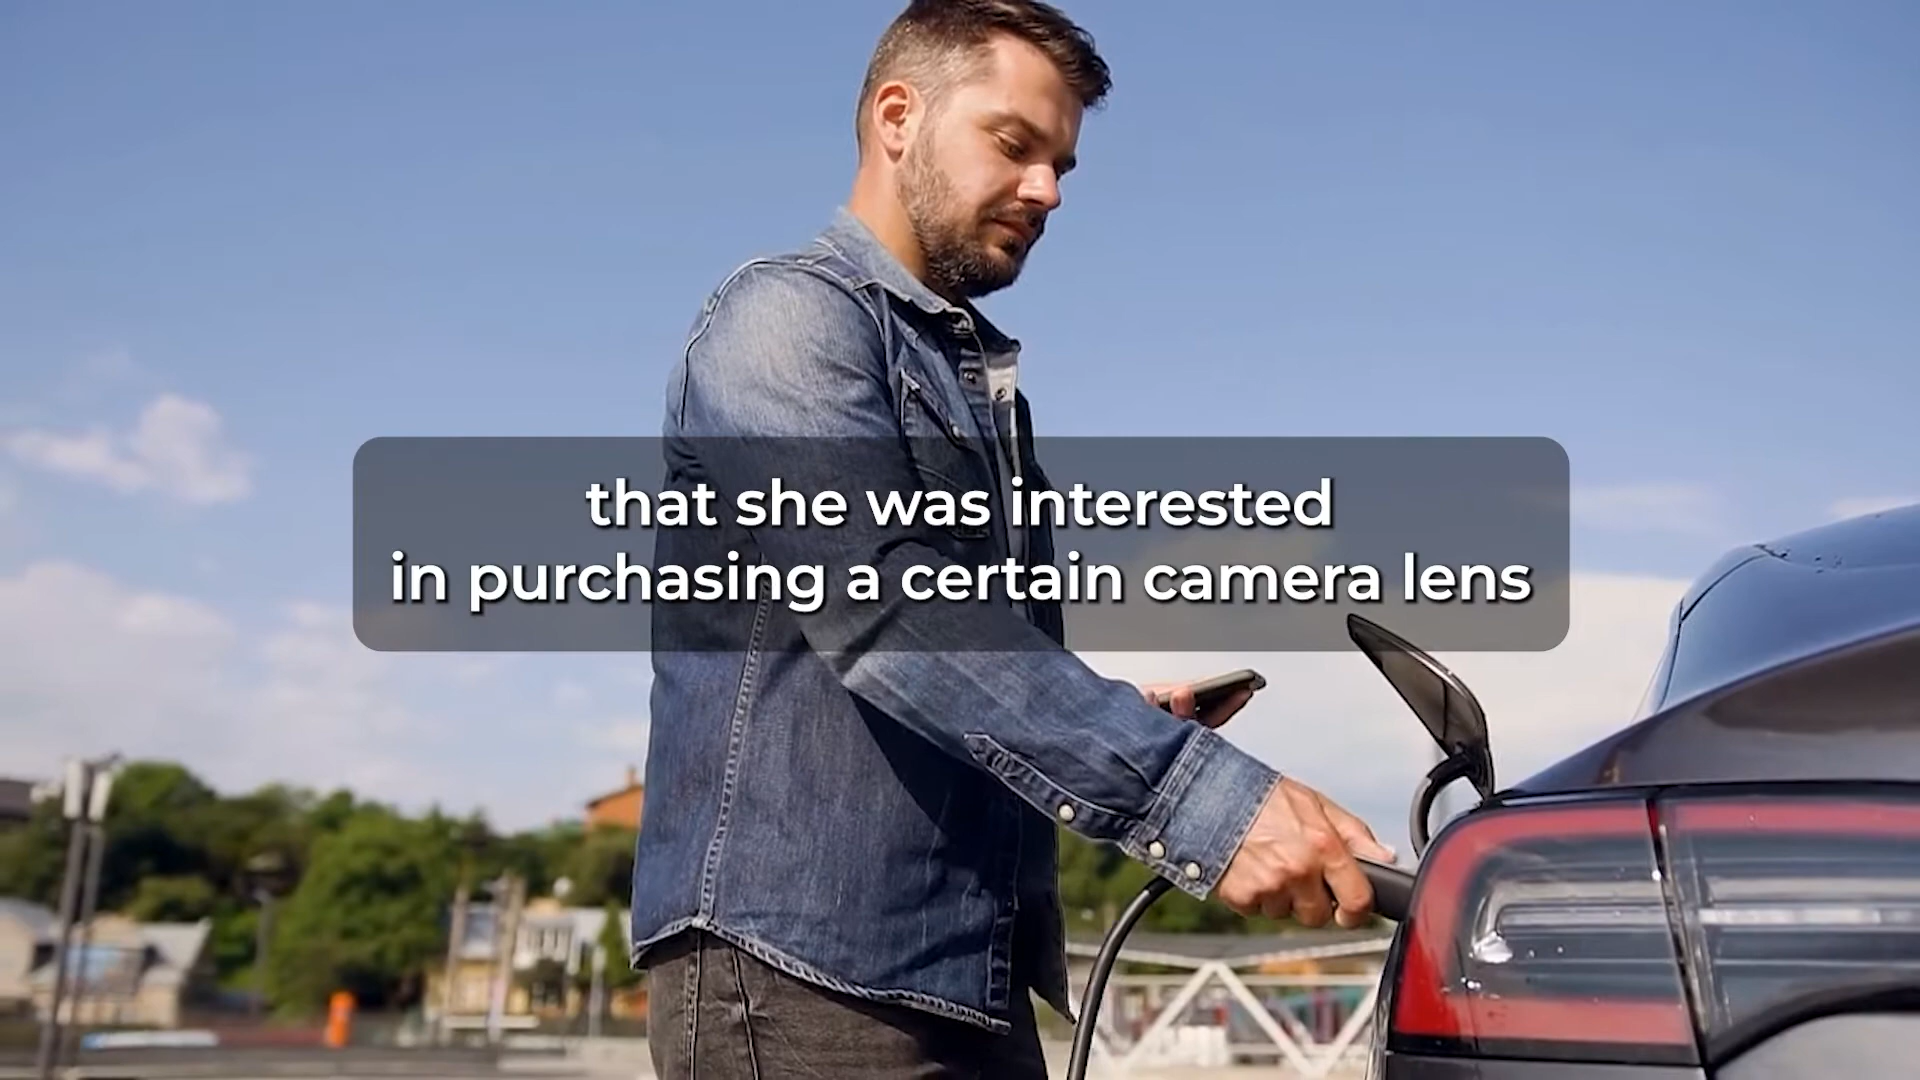 that she was interested
in purchasing a certain camera lens